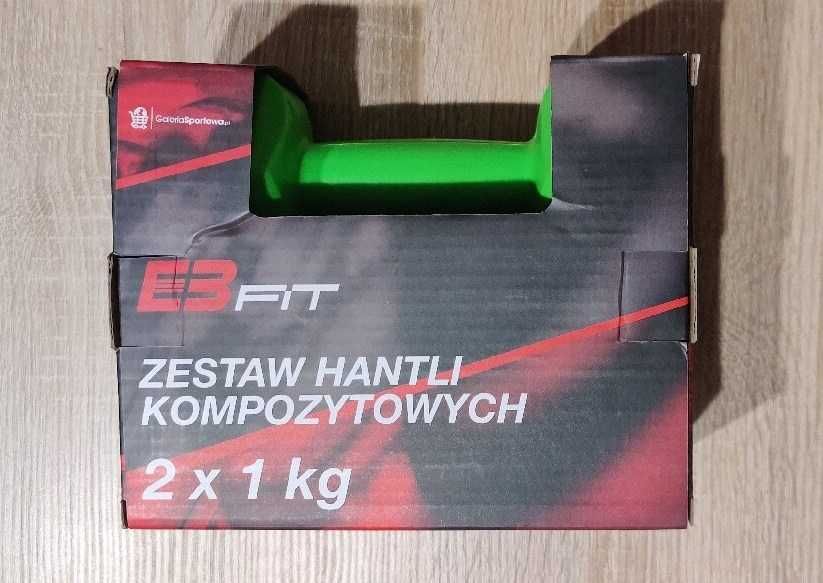 GaleriaSportowa.pl
EB FIT
ZESTAW HANTLI
KOMPOZYTOWYCH
2 x 1 kg